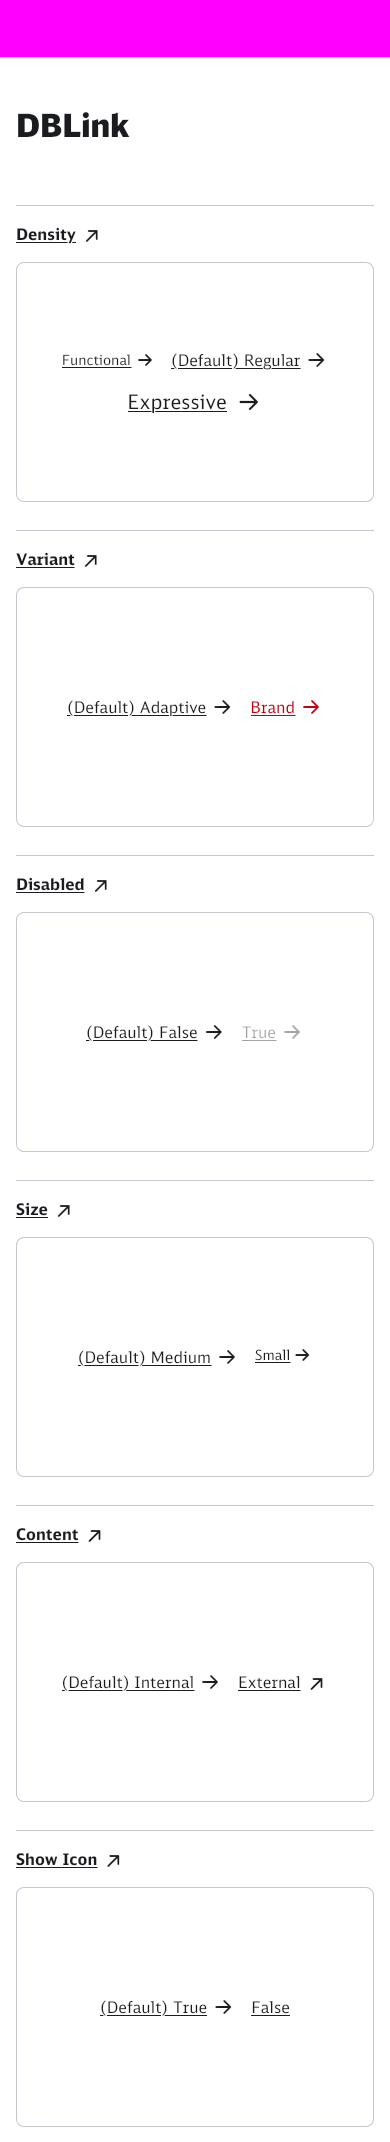 DBLink
Density
Functional (Default) Regular
Expressive
Variant
(Default) Adaptive Brand
Disabled
(Default) False True
Size
(Default) Medium Small
Content
(Default) Internal External
Show Icon
(Default) True False